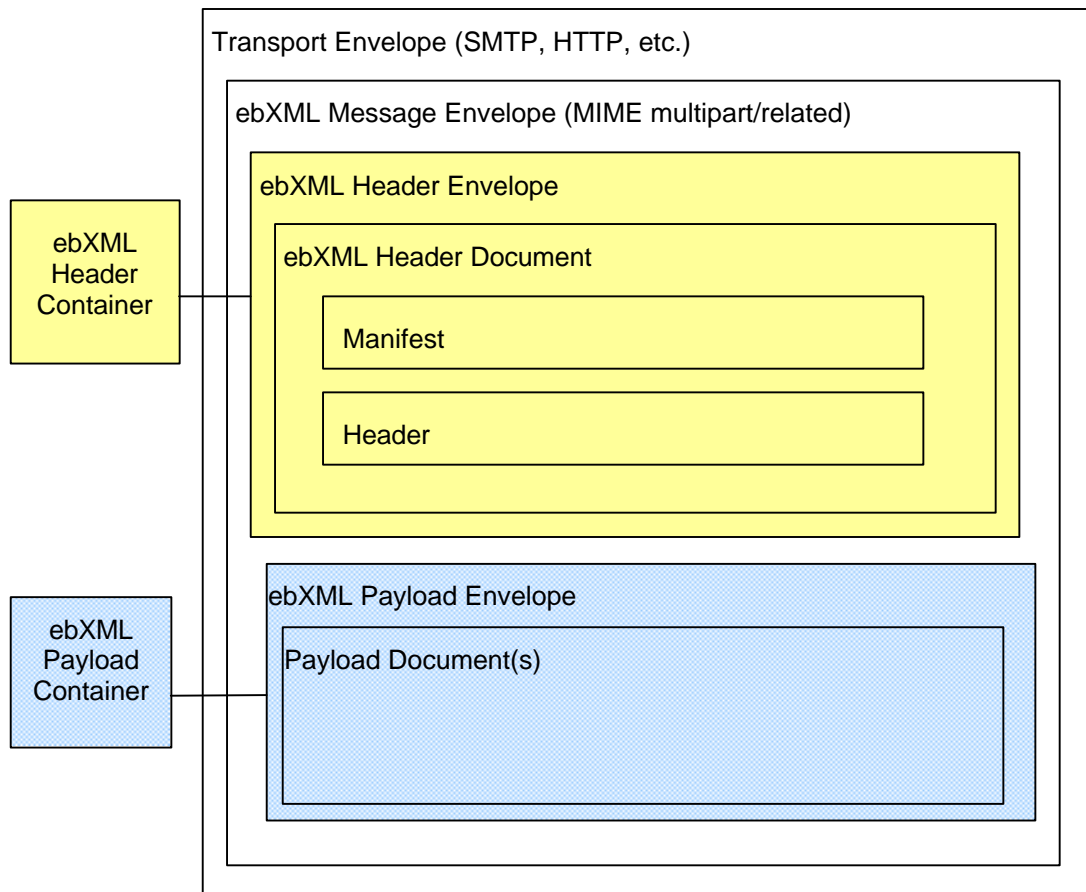 Transport Envelope (SMTP, HTTP, etc.)
ebXML Message Envelope (MIME multipart/related)
ebXML Header Envelope
ebXML
Header
Container
ebXML Header Document
Manifest
Header
ebXML Payload Envelope
ebXML
Payload
Container
Payload Document(s)